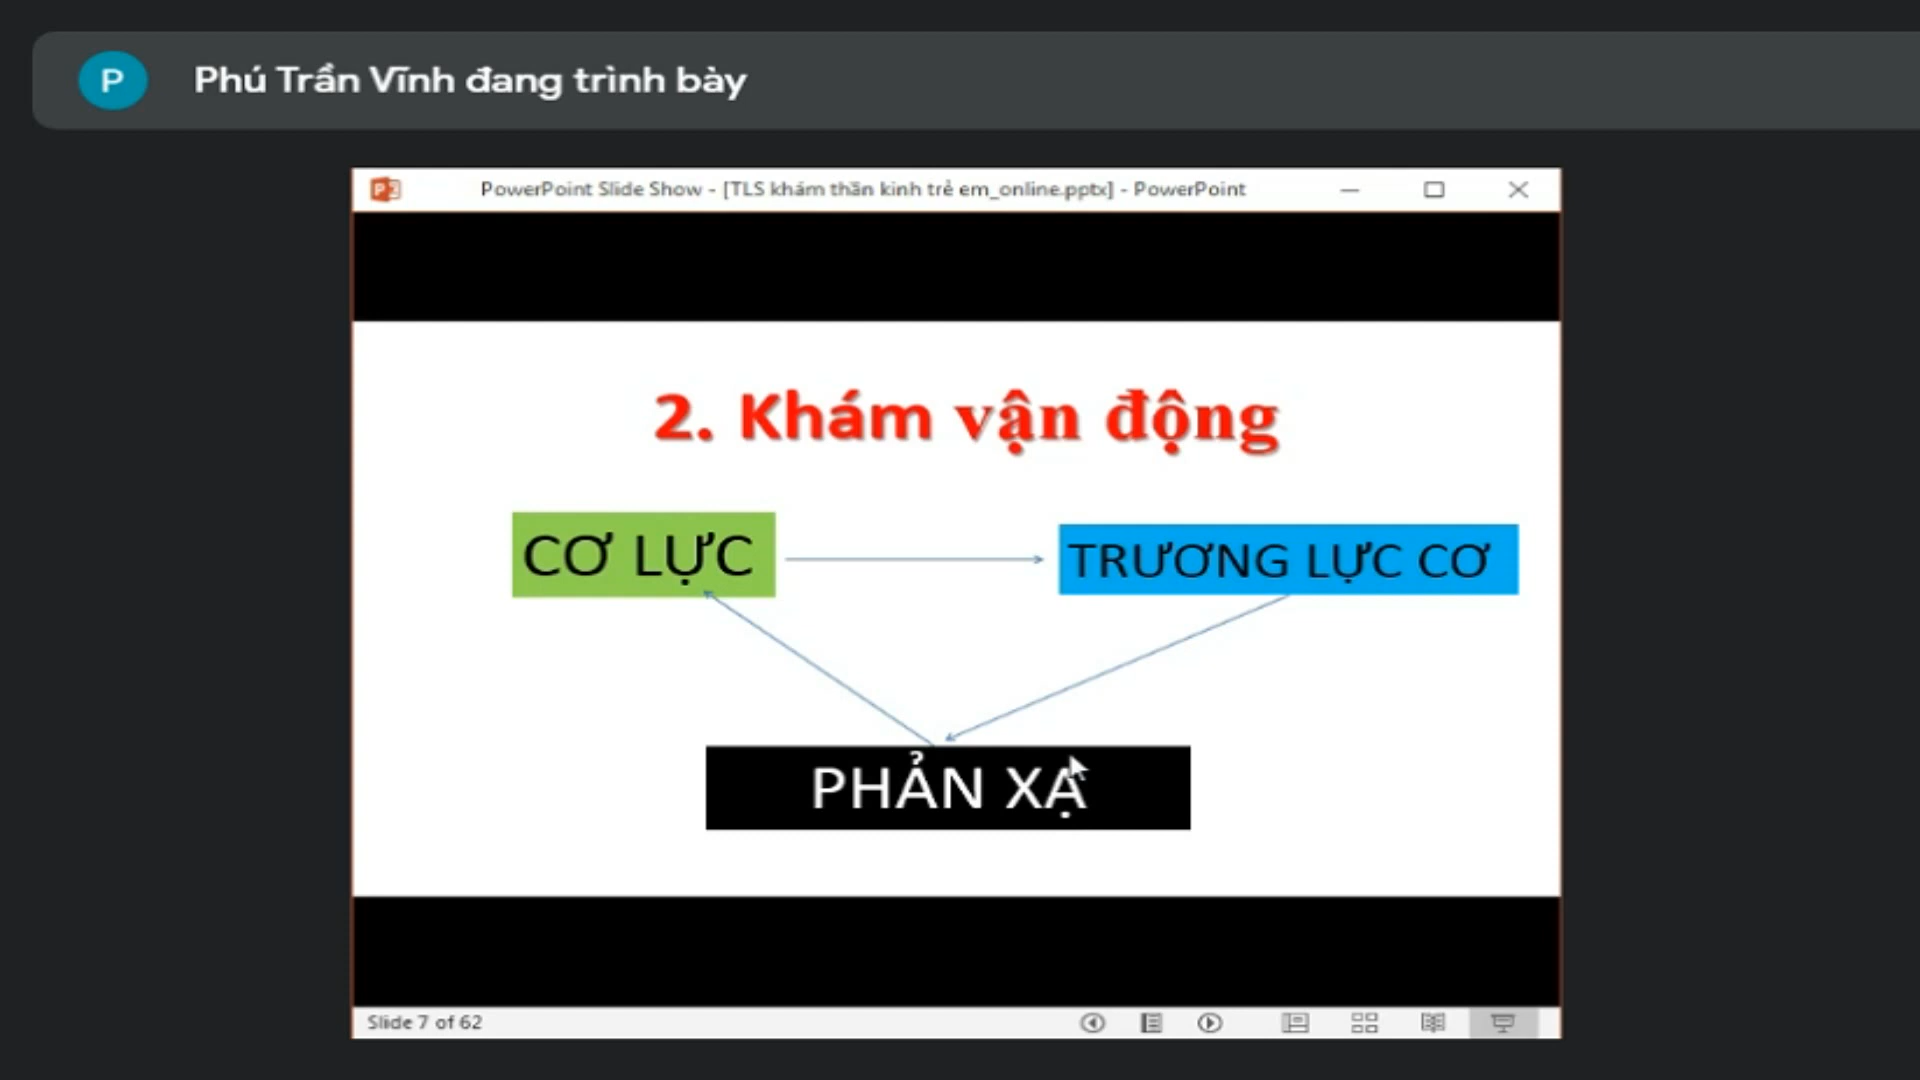 P Phú Trần Vĩnh đang trình bày
PowerPoint Slide Show - [TLS khám thần kinh trẻ em_online.pptx] - PowerPoint
2. Khám vận động
CƠ LỰC
TRƯƠNG LỰC CƠ
PHẢN XẠ
Slide 7 of 62